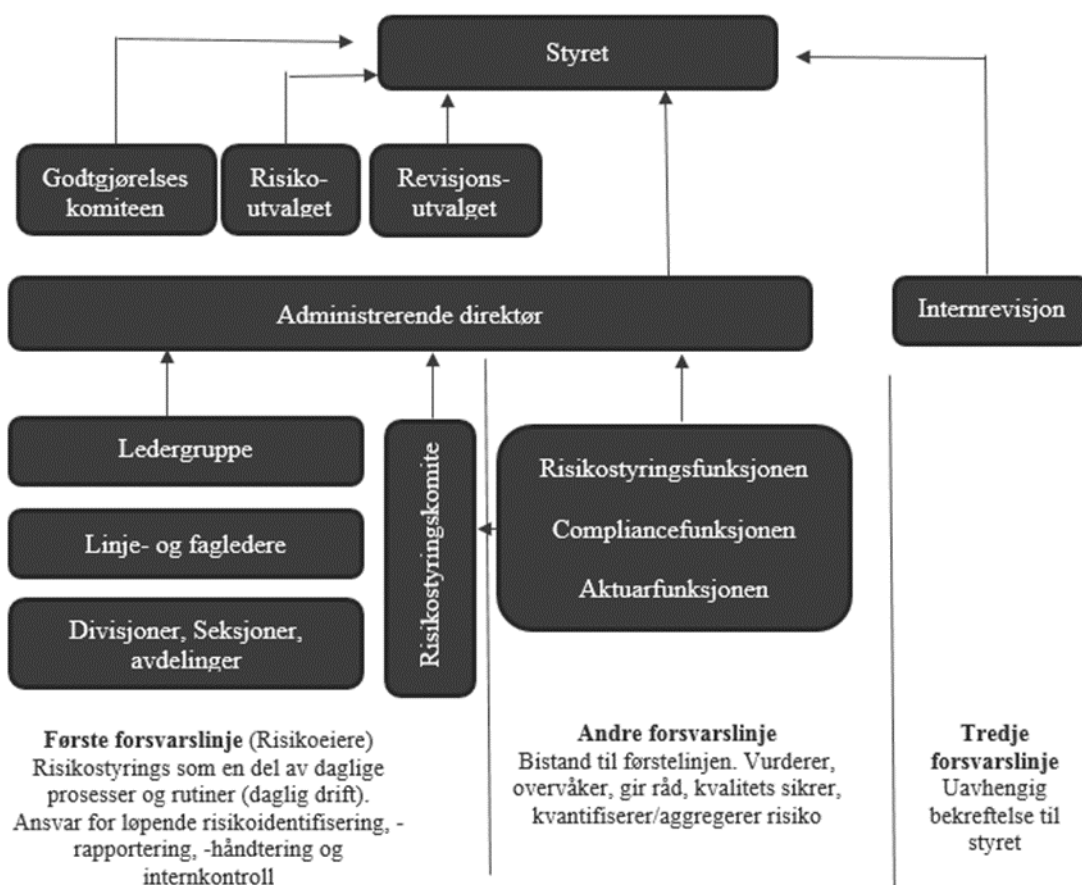 Styret
Godtgjørelses
komiteen
Risiko-
utvalget
Revisjons-
utvalget
Administrerende direktør
Internrevisjon
Ledergruppe
Linje- og fagledere
Divisjoner, Seksjoner,
avdelinger
Risikostyringskomite
Risikostyringsfunksjonen
Compliancefunksjonen
Aktuarfunksjonen
Første forsvarslinje (Risikoeiere)
Risikostyrings som en del av daglige
prosesser og rutiner (daglig drift).
Ansvar for løpende risikoidentifisering, -
rapportering, -håndtering og
internkontroll
Andre forsvarslinje
Bistand til førstelinjen. Vurderer,
overvåker, gir råd, kvalitets sikrer,
kvantifiserer/aggregerer risiko
Tredje
forsvarslinje
Uavhengig
bekreftelse til
styret